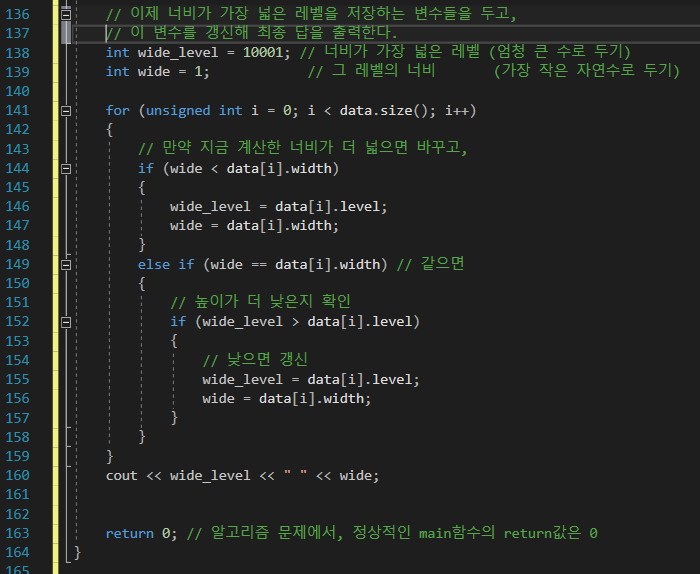 136 // 이제 너비가 가장 넓은 레벨을 저장하는 변수들을 두고,
137 // 이 변수를 갱신해 최종 답을 출력한다.
138 int wide_level = 10001; // 너비가 가장 넓은 레벨 (엄청 큰 수로 두기)
139 int wide = 1; // 그 레벨의 너비 (가장 작은 자연수로 두기)
140
141 for (unsigned int i = 0; i < data.size(); i++)
142 {
143 // 만약 지금 계산한 너비가 더 넓으면 바꾸고,
144 if (wide < data[i].width)
145 {
146 wide_level = data[i].level;
147 wide = data[i].width;
148 }
149 else if (wide == data[i].width) // 같으면
150 {
151 // 높이가 더 낮은지 확인
152 if (wide_level > data[i].level)
153 {
154 // 낮으면 갱신
155 wide_level = data[i].level;
156 wide = data[i].width;
157 }
158 }
159 }
160 cout << wide_level << " " << wide;
161
162
163 return 0; // 알고리즘 문제에서, 정상적인 main함수의 return값은 0
164 }
165